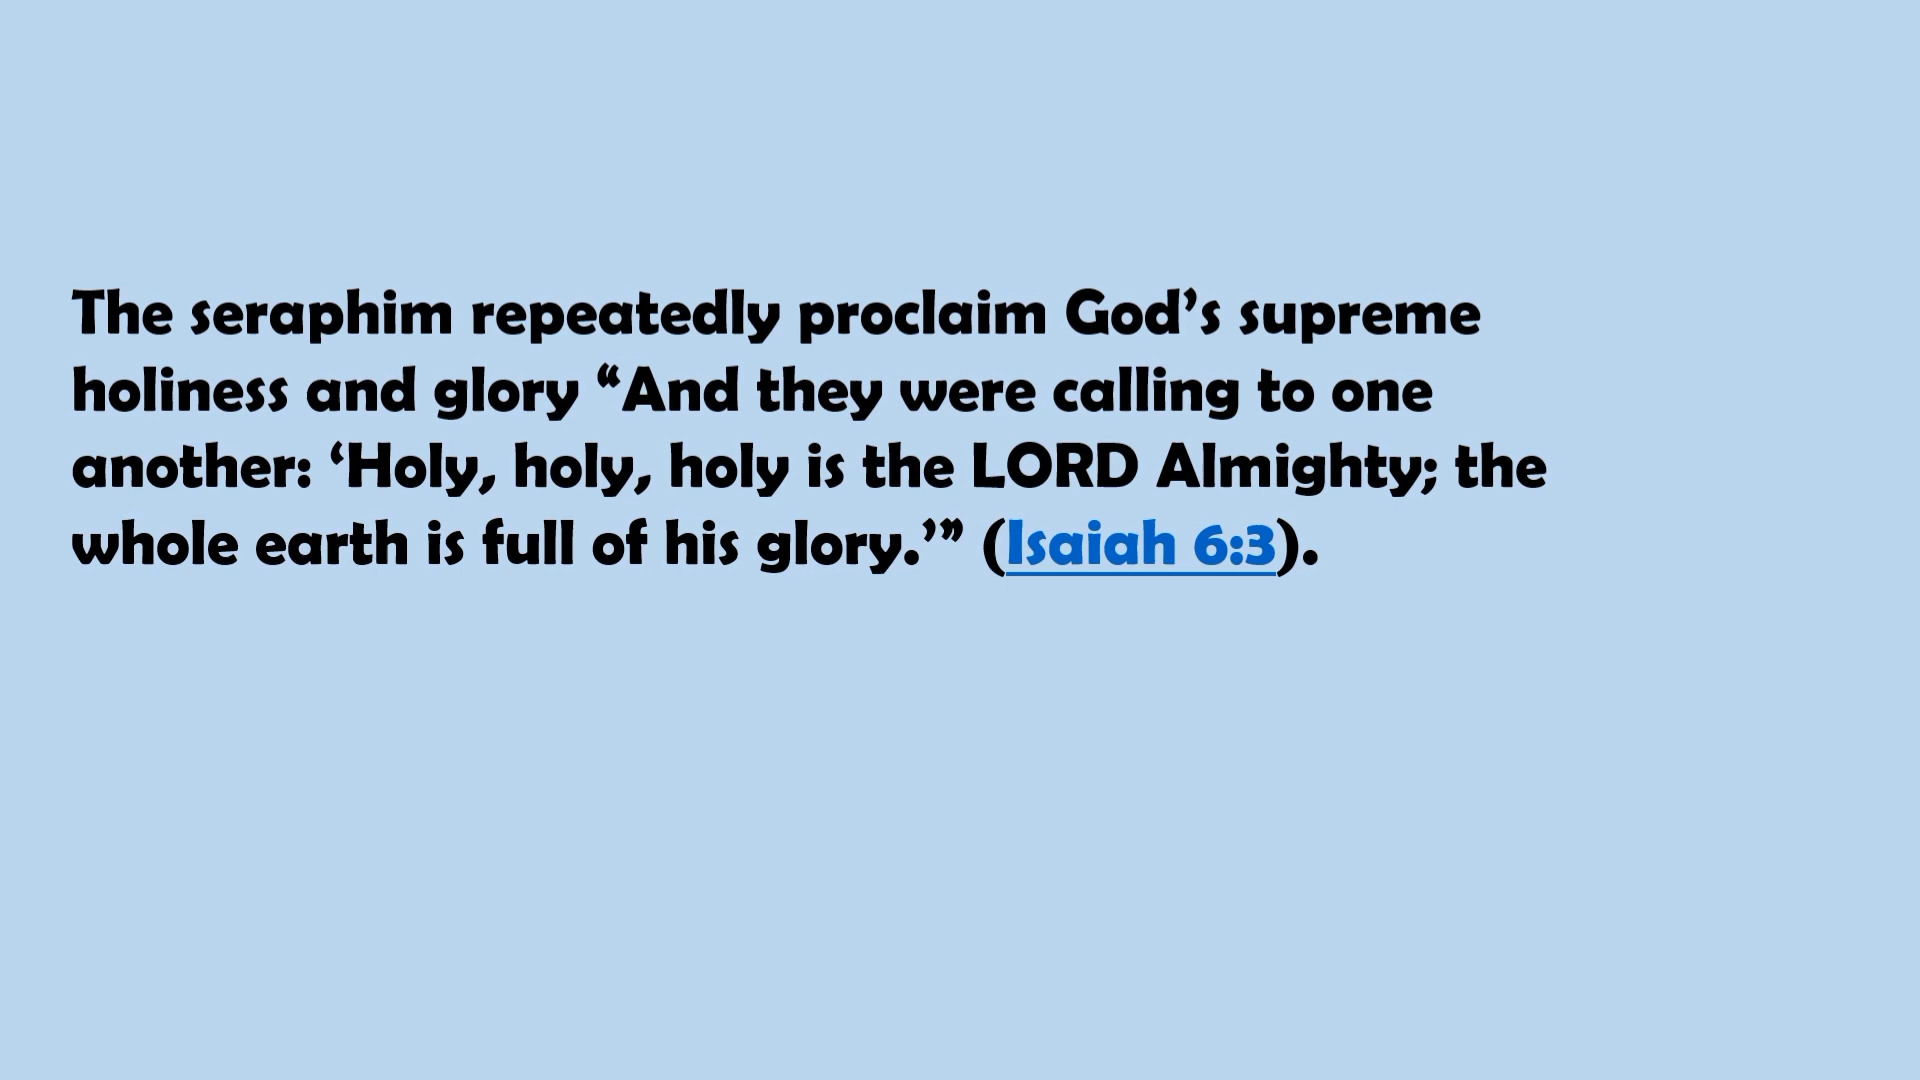 The seraphim repeatedly proclaim God’s supreme
holiness and glory “And they were calling to one
another: ‘Holy, holy, holy is the LORD Almighty; the
whole earth is full of his glory.’” (Isaiah 6:3).